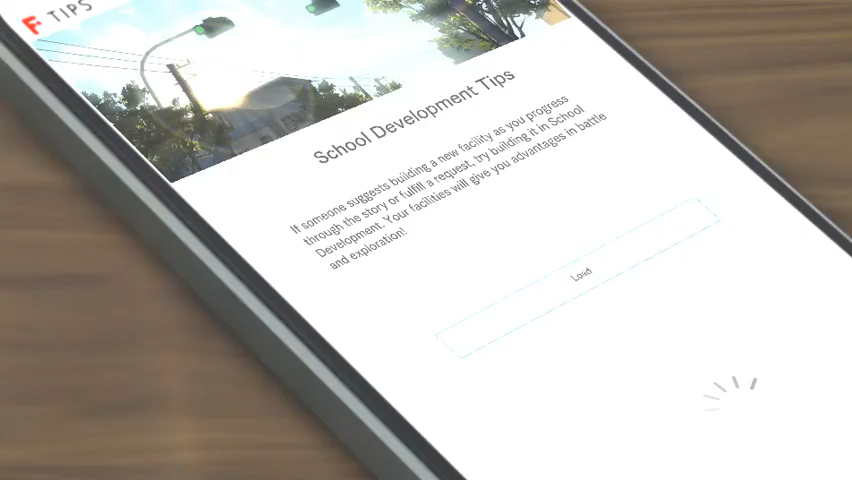 TIPS
School Development Tips
If someone suggests building a new facility as you progress
through the story or fulfill a request, try building it in School
Development. Your facilities will give you advantages in battle
and exploration!
Load